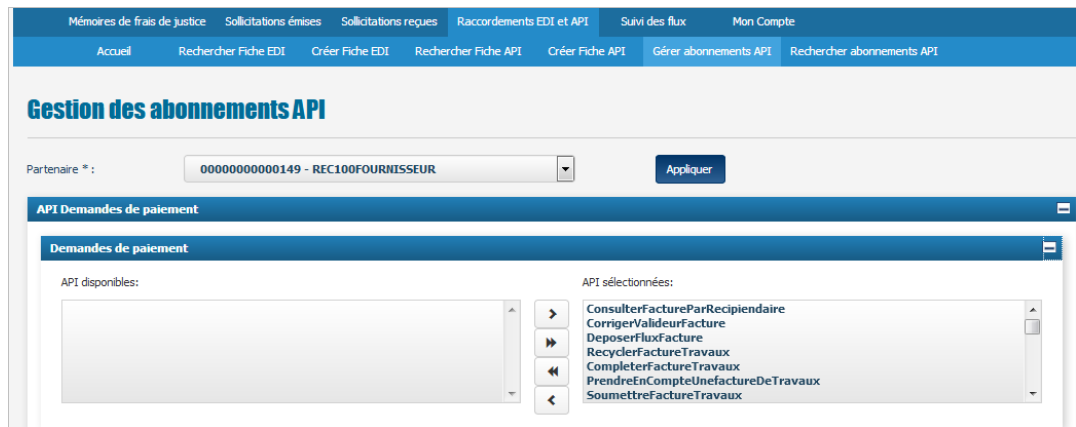 Mémoires de frais de justice Sollicitations émises Sollicitations reçues Raccordements EDI et API Suivi des flux Mon Compte
Accueil Rechercher Fiche EDI Créer Fiche EDI Rechercher Fiche API Créer Fiche API Gérer abonnements API Rechercher abonnements API
Gestion des abonnements API
Partenaire * : 00000000000149 - REC100FOURNISSEUR Appliquer
API Demandes de paiement
Demandes de paiement
API disponibles: API sélectionnées:
ConsulterFactureParRecipiendaire
CorrigerValideurFacture
DeposerFluxFacture
RecyclerFactureTravaux
CompleterFactureTravaux
PrendreEnCompteUnefactureDeTravaux
SoumettreFactureTravaux